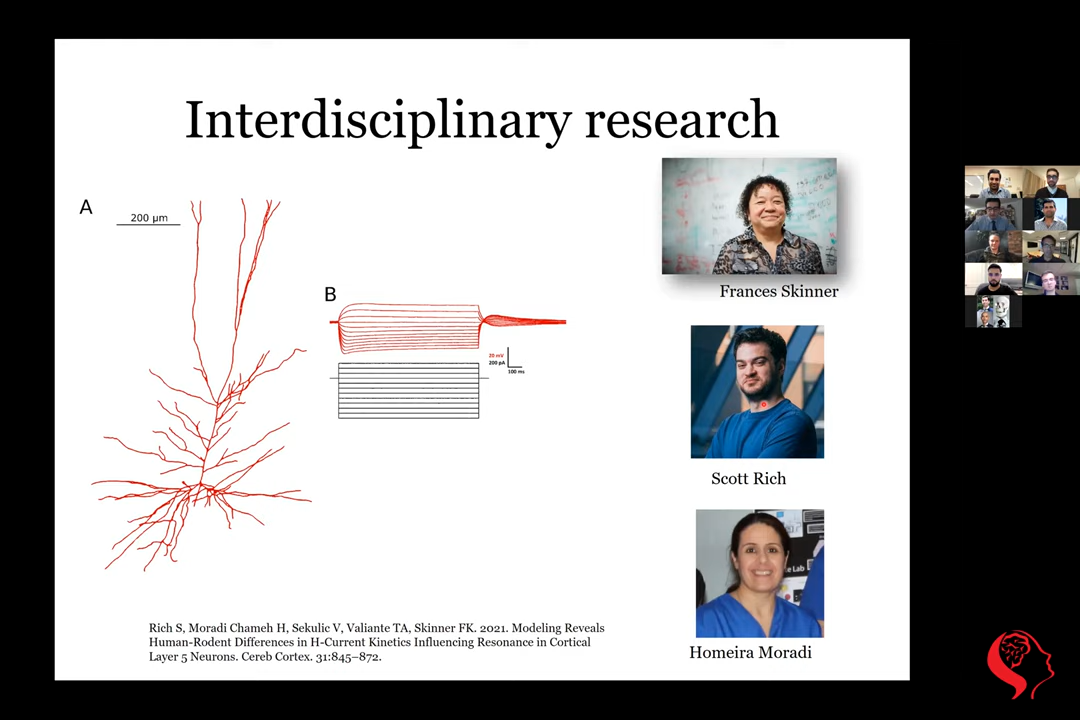 Interdisciplinary research
A
200 µm
B
20 mV
200 pA
100 ms
Frances Skinner
Scott Rich
e Lab
Homeira Moradi
Rich S, Moradi Chameh H, Sekulic V, Valiante TA, Skinner FK. 2021. Modeling Reveals
Human-Rodent Differences in H-Current Kinetics Influencing Resonance in Cortical
Layer 5 Neurons. Cereb Cortex. 31:845–872.